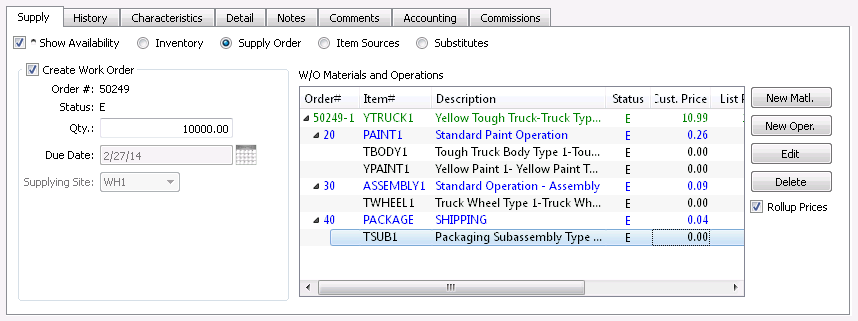 Supply History Characteristics Detail Notes Comments Accounting Commissions
^ Show Availability Inventory Supply Order Item Sources Substitutes
Create Work Order
Order #: 50249
Status: E
Qty.: 10000.00
Due Date: 2/27/14
Supplying Site: WH1
W/O Materials and Operations
Order# Item# Description Status Cust. Price List P
50249-1 YTRUCK1 Yellow Tough Truck-Truck Typ... E 10.99
20 PAINT1 Standard Paint Operation E 0.26
TBODY1 Tough Truck Body Type 1-Tou... E 0.00
YPAINT1 Yellow Paint 1- Yellow Paint T... E 0.00
30 ASSEMBLY1 Standard Operation - Assembly E 0.09
TWHEEL1 Truck Wheel Type 1-Truck Wh... E 0.00
40 PACKAGE SHIPPING E 0.04
TSUB1 Packaging Subassembly Type ... E 0.00
New Matl.
New Oper.
Edit
Delete
Rollup Prices